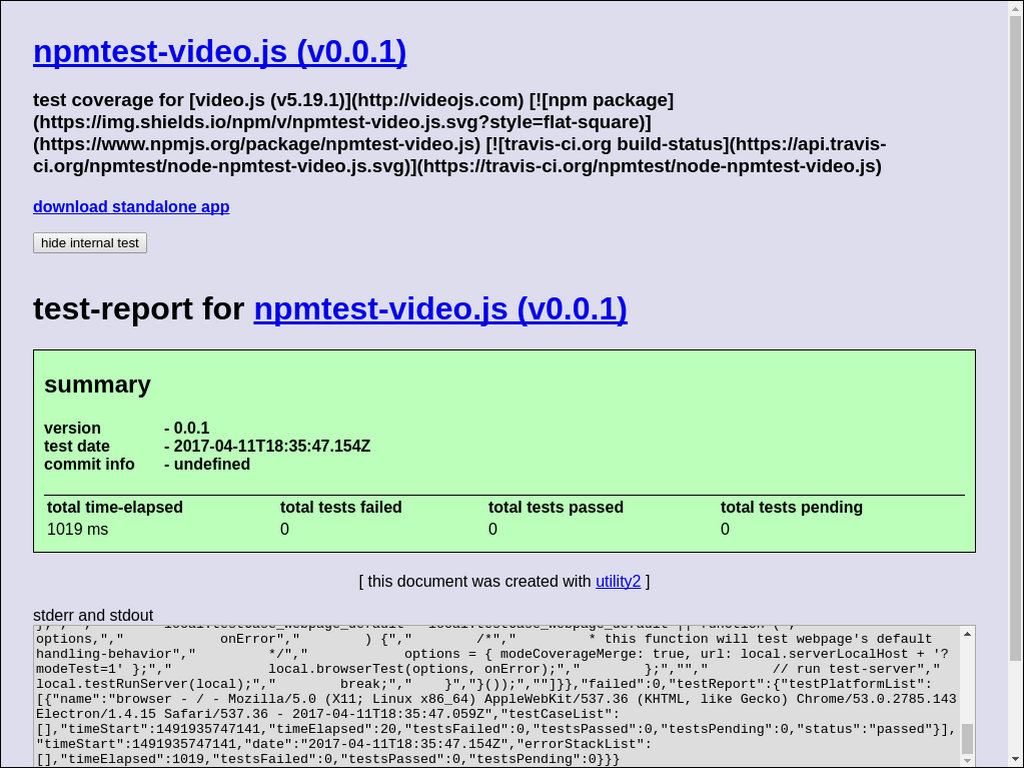 npmtest-video.js (v0.0.1)
test coverage for [video.js (v5.19.1)](http://videojs.com) [![npm package]
(https://img.shields.io/npm/v/npmtest-video.js.svg?style=flat-square)]
(https://www.npmjs.org/package/npmtest-video.js) [![travis-ci.org build-status](https://api.travis-
ci.org/npmtest/node-npmtest-video.js.svg)](https://travis-ci.org/npmtest/node-npmtest-video.js)
download standalone app
hide internal test
test-report for npmtest-video.js (v0.0.1)
summary
version - 0.0.1
test date - 2017-04-11T18:35:47.154Z
commit info - undefined
total time-elapsed total tests failed total tests passed total tests pending
1019 ms 0 0 0
[ this document was created with utility2 ]
stderr and stdout
options,","            onError","        ) {","        /*","         * this function will test webpage's default
handling-behavior","         */","            options = { modeCoverageMerge: true, url: local.serverLocalHost + '?
modeTest=1' };","            local.browserTest(options, onError);","        };","","        // run test-server","
local.testRunServer(local);","        break;","    }","}());",""]}},"failed":0,"testReport":{"testPlatformList":
[{"name":"browser - / - Mozilla/5.0 (X11; Linux x86_64) AppleWebKit/537.36 (KHTML, like Gecko) Chrome/53.0.2785.143
Electron/1.4.15 Safari/537.36 - 2017-04-11T18:35:47.059Z","testCaseList":
[],"timeStart":1491935747141,"timeElapsed":20,"testsFailed":0,"testsPassed":0,"testsPending":0,"status":"passed"}],
"timeStart":1491935747141,"date":"2017-04-11T18:35:47.154Z","errorStackList":
[],"timeElapsed":1019,"testsFailed":0,"testsPassed":0,"testsPending":0}}}